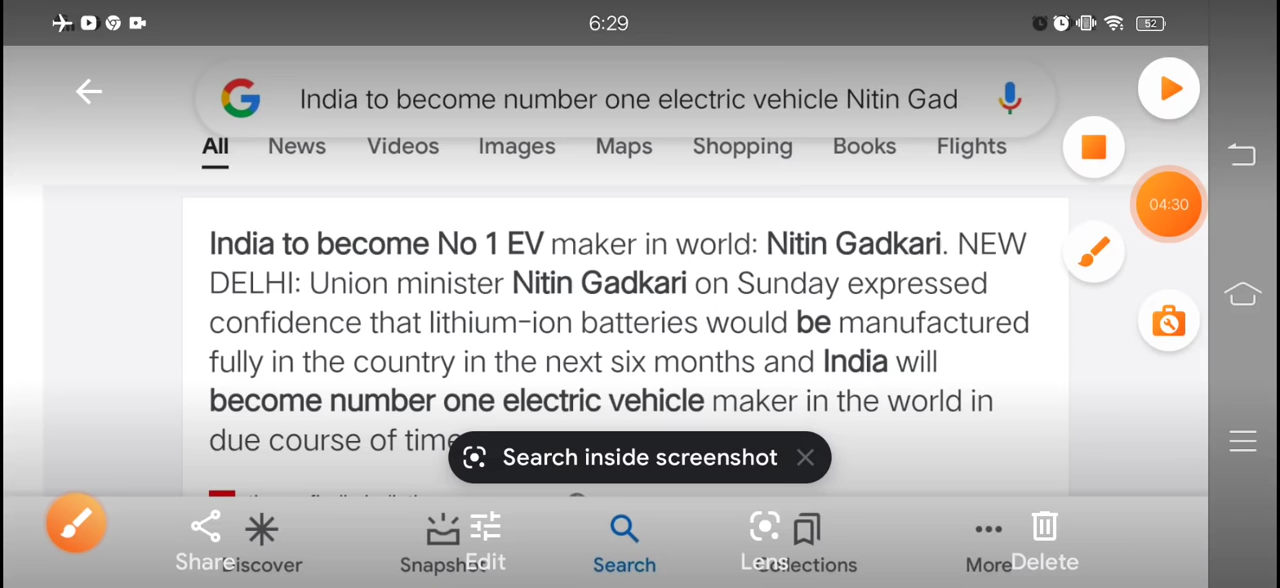 6:29
52
India to become number one electric vehicle Nitin Gad
All News Videos Images Maps Shopping Books Flights
04:30
India to become No 1 EV maker in world: Nitin Gadkari. NEW
DELHI: Union minister Nitin Gadkari on Sunday expressed
confidence that lithium-ion batteries would be manufactured
fully in the country in the next six months and India will
become number one electric vehicle maker in the world in
due course of time
Search inside screenshot
Share Discover Snapsh Edit Search Lens Collections More Delete